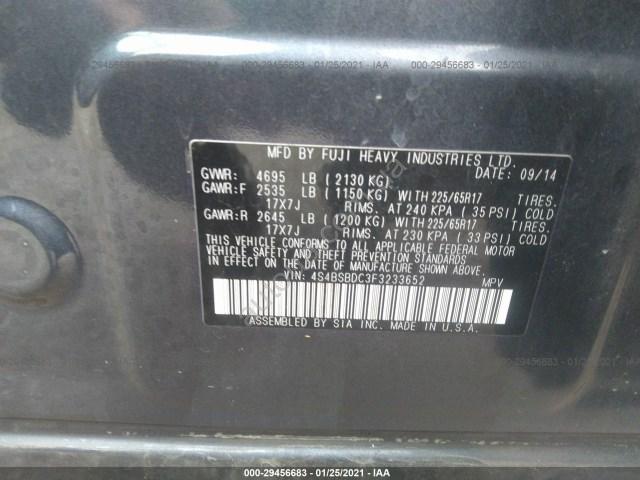 000-29456683 - 01/25/2021 - IAA
000-29456683 - 01/25/2021 - IAA
000-29456683 - 01/25/2021 - IAA
MFD BY FUJI HEAVY INDUSTRIES LTD.
GVWR: 4695 LB (2130 KG) DATE: 09/14
GAWR:F 2535 LB (1150 KG) WITH 225/65R17 TIRES.
17X7J RIMS. AT 240 KPA (35 PSI) COLD
GAWR:R 2645 LB (1200 KG) WITH 225/65R17 TIRES.
17X7J RIMS. AT 230 KPA (33 PSI) COLD
THIS VEHICLE CONFORMS TO ALL APPLICABLE FEDERAL MOTOR
VEHICLE SAFETY AND THEFT PREVENTION STANDARDS
IN EFFECT ON THE DATE OF MANUFACTURE SHOWN ABOVE.
VIN: 4S4BSBDC3F3233652 MPV
ASSEMBLED BY SIA INC. MADE IN U.S.A.
000-29456683 - 01/25/2021 - IAA
000-29456683 - 01/25/2021 - IAA
000-29456683 - 01/25/2021 - IAA
000-29456683 - 01/25/2021 - IAA